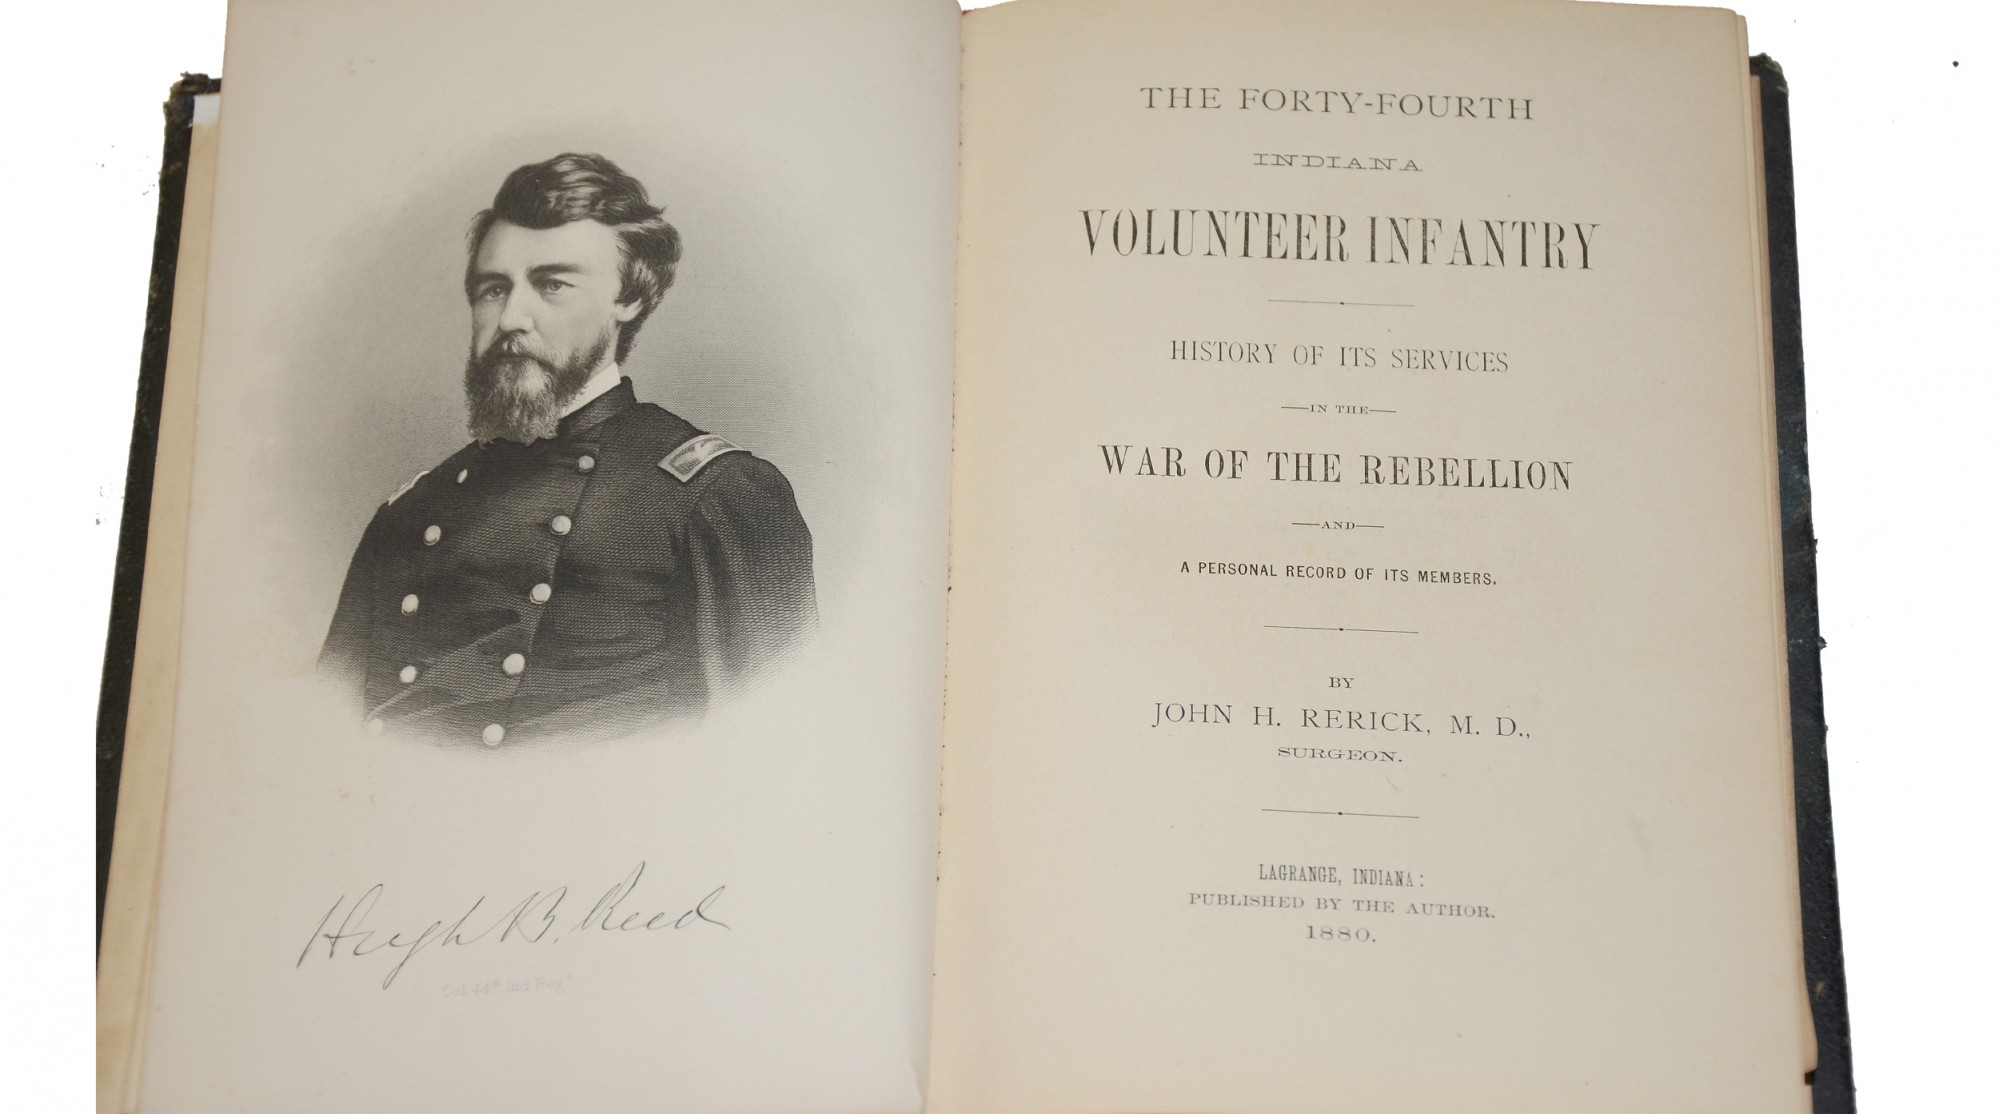 Hugh B. Reed
Col 44th Ind Regt
THE FORTY-FOURTH
INDIANA
VOLUNTEER INFANTRY
HISTORY OF ITS SERVICES
—IN THE—
WAR OF THE REBELLION
—AND—
A PERSONAL RECORD OF ITS MEMBERS.
BY
JOHN H. RERICK, M. D.,
SURGEON.
LAGRANGE, INDIANA:
PUBLISHED BY THE AUTHOR.
1880.